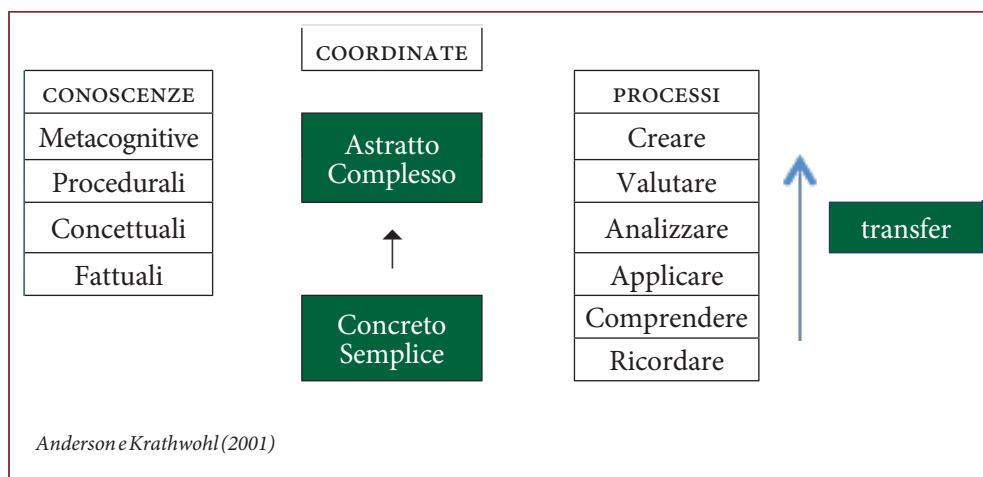 COORDINATE
CONOSCENZE
Metacognitive
Procedurali
Concettuali
Fattuali
Astratto
Complesso
Concreto
Semplice
PROCESSI
Creare
Valutare
Analizzare
Applicare
Comprendere
Ricordare
transfer
Anderson e Krathwohl (2001)